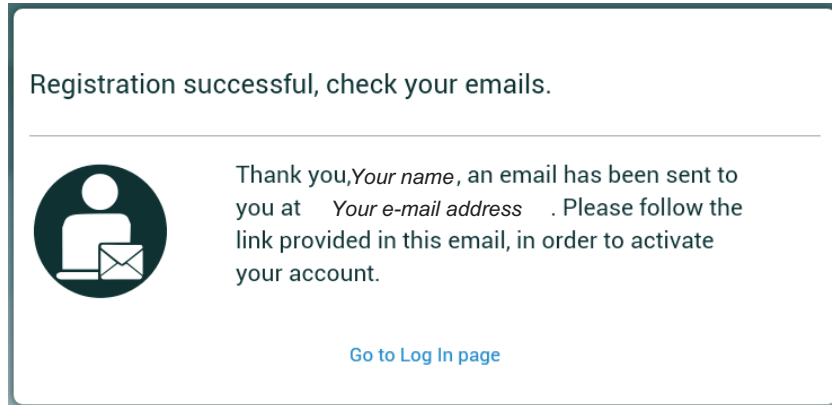 Registration successful, check your emails.
Thank you,Your name, an email has been sent to
you at Your e-mail address . Please follow the
link provided in this email, in order to activate
your account.
Go to Log In page